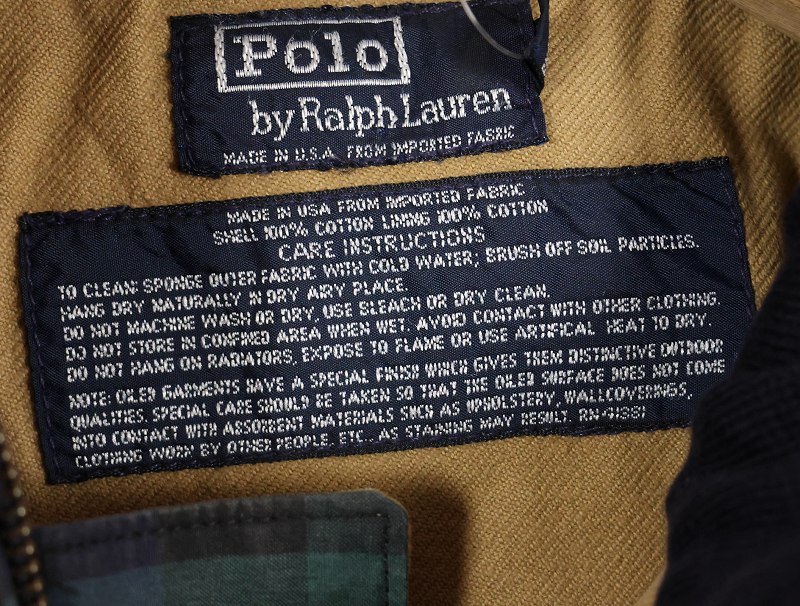 Polo
by Ralph Lauren
MADE IN U.S.A. FROM IMPORTED FABRIC
MADE IN USA FROM IMPORTED FABRIC
SHELL 100% COTTON LINING 100% COTTON
CARE INSTRUCTIONS
TO CLEAN: SPONGE OUTER FABRIC WITH COLD WATER; BRUSH OFF SOIL PARTICLES.
HANG DRY NATURALLY IN DRY AIRY PLACE.
DO NOT MACHINE WASH OR DRY, USE BLEACH OR DRY CLEAN.
DO NOT STORE IN CONFINED AREA WHEN WET. AVOID CONTACT WITH OTHER CLOTHING.
DO NOT HANG ON RADIATORS, EXPOSE TO FLAME OR USE ARTIFICAL HEAT TO DRY.
NOTE: OILED GARMENTS HAVE A SPECIAL FINISH WHICH GIVES THEM DISTINCTIVE OUTDOOR
QUALITIES. SPECIAL CARE SHOULD BE TAKEN SO THAT THE OILED SURFACE DOES NOT COME
INTO CONTACT WITH ABSORBENT MATERIALS SUCH AS UPHOLSTERY, WALLCOVERINGS,
CLOTHING WORN BY OTHER PEOPLE, ETC., AS STAINING MAY RESULT. RN 41381